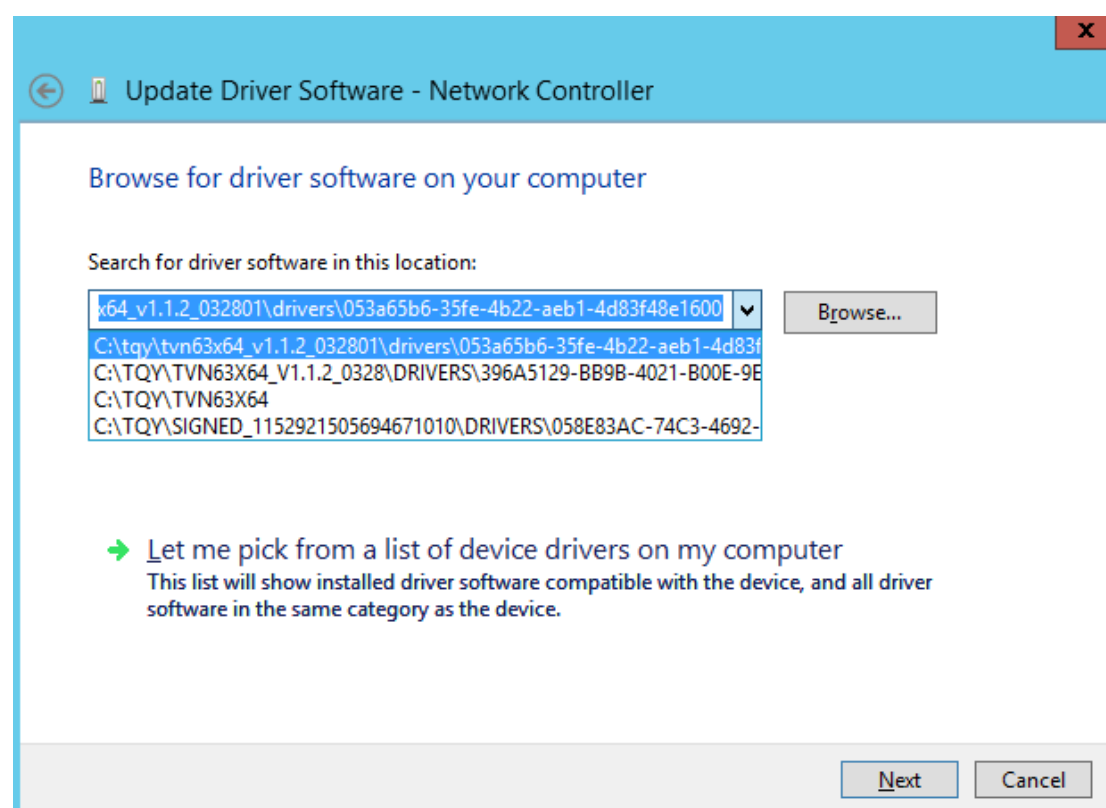 x
Update Driver Software - Network Controller
Browse for driver software on your computer
Search for driver software in this location:
x64_v1.1.2_032801\drivers\053a65b6-35fe-4b22-aeb1-4d83f48e1600
Browse...
C:\tqy\tvn63x64_v1.1.2_032801\drivers\053a65b6-35fe-4b22-aeb1-4d83f
C:\TQY\TVN63X64_V1.1.2_0328\DRIVERS\396A5129-BB9B-4021-B00E-9E
C:\TQY\TVN63X64
C:\TQY\SIGNED_1152921505694671010\DRIVERS\058E83AC-74C3-4692-
Let me pick from a list of device drivers on my computer
This list will show installed driver software compatible with the device, and all driver
software in the same category as the device.
Next
Cancel